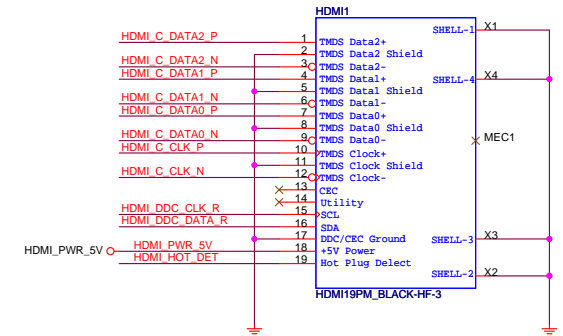 HDMI1
HDMI_C_DATA2_P 1 TMDS Data2+ SHELL-1 X1
2 TMDS Data2 Shield
HDMI_C_DATA2_N 3 TMDS Data2-
HDMI_C_DATA1_P 4 TMDS Data1+ SHELL-4 X4
5 TMDS Data1 Shield
HDMI_C_DATA1_N 6 TMDS Data1-
HDMI_C_DATA0_P 7 TMDS Data0+
8 TMDS Data0 Shield
HDMI_C_DATA0_N 9 TMDS Data0- MEC1
HDMI_C_CLK_P 10 TMDS Clock+
11 TMDS Clock Shield
HDMI_C_CLK_N 12 TMDS Clock-
13 CEC
14 Utility
HDMI_DDC_CLK_R 15 SCL
HDMI_DDC_DATA_R 16 SDA
17 DDC/CEC Ground SHELL-3 X3
HDMI_PWR_5V HDMI_PWR_5V 18 +5V Power
HDMI_HOT_DET 19 Hot Plug Delect
SHELL-2 X2
HDMI19PM_BLACK-HF-3